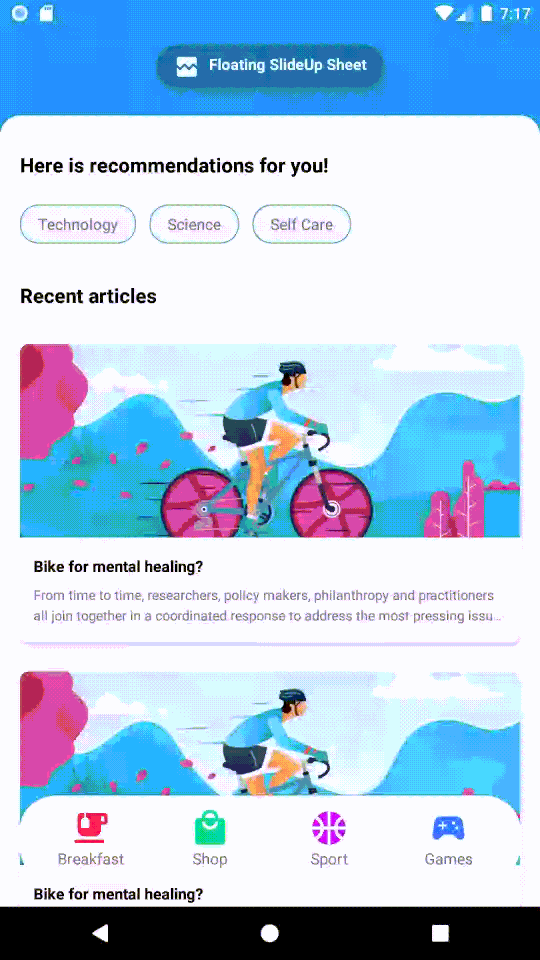 7:17
Floating SlideUp Sheet
Here is recommendations for you!
Technology Science Self Care
Recent articles
Bike for mental healing?
From time to time, researchers, policy makers, philanthropy and practitioners
all join together in a coordinated response to address the most pressing issu...
Breakfast Shop Sport Games
Bike for mental healing?